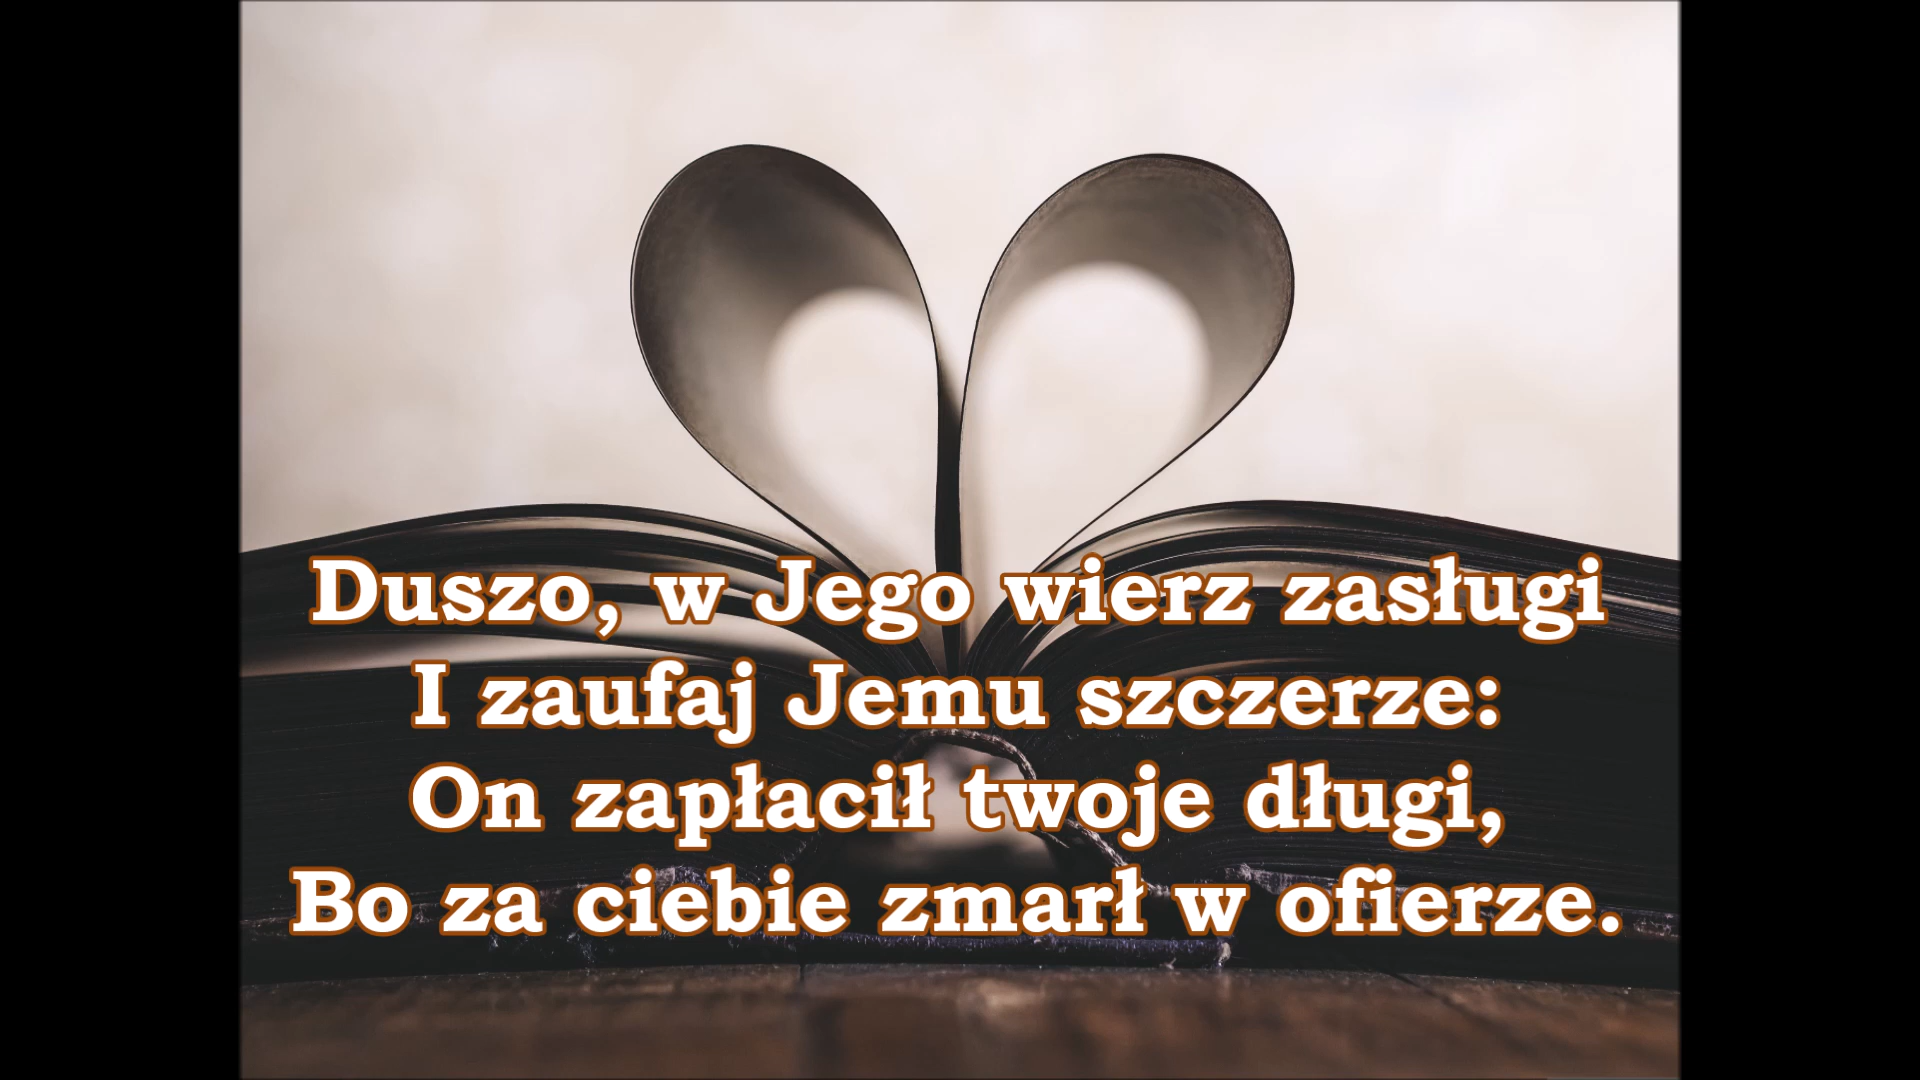 Duszo, w Jego wierz zasługi
I zaufaj Jemu szczerze:
On zapłacił twoje długi,
Bo za ciebie zmarł w ofierze.